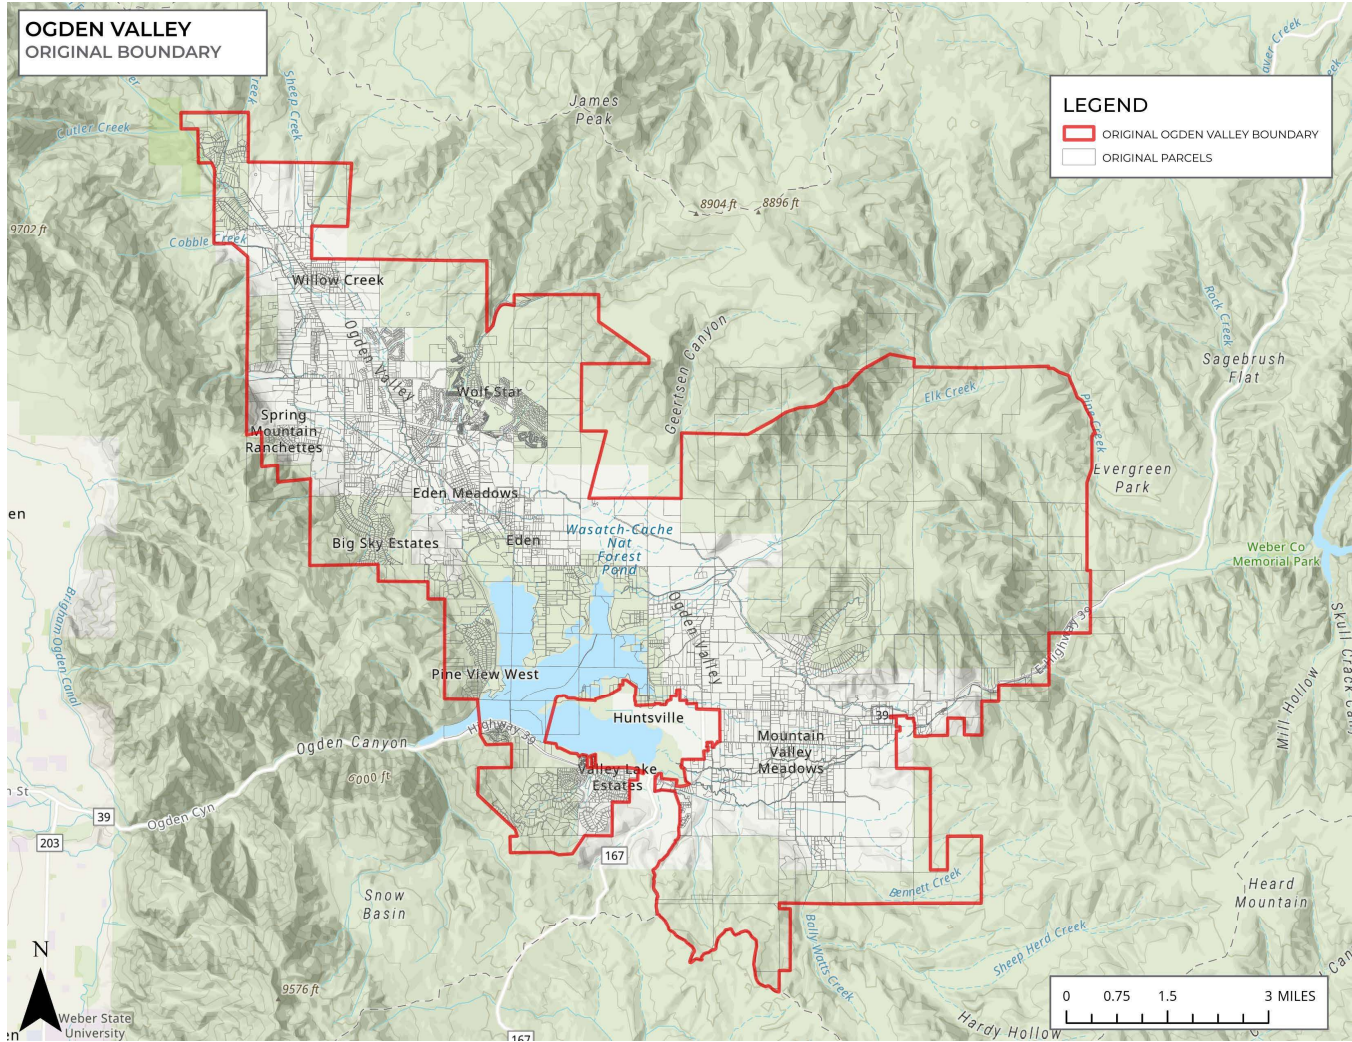 OGDEN VALLEY
ORIGINAL BOUNDARY
LEGEND
ORIGINAL OGDEN VALLEY BOUNDARY
ORIGINAL PARCELS
Creek
Sheep Creek
Cutler Creek
James
Peak
8904 ft
8896 ft
9702 ft
Cobble Creek
Willow Creek
Ogden Valley
Geertsen Canyon
Rock Creek
Sagebrush
Flat
Wolf Star
Elk Creek
Pine Creek
Spring
Mountain
Ranchettes
Evergreen
Park
Eden Meadows
en
Big Sky Estates
Eden
Wasatch-Cache
Nat
Forest
Pond
Weber Co
Memorial Park
Brigham Ogden Canal
Ogden Valley
E Highway 39
Pine View West
Mill Hollow
Huntsville
39
Highway 39
Ogden Canyon
Mountain
Valley
Meadows
6000 ft
Valley Lake
Estates
n St
39
Ogden Cyn
203
167
Bennett Creek
Snow
Basin
Heard
Mountain
Bally Watts Creek
Sheep Herd Creek
N
9576 ft
0 0.75 1.5 3 MILES
Weber State
University
en
167
Hardy Hollow